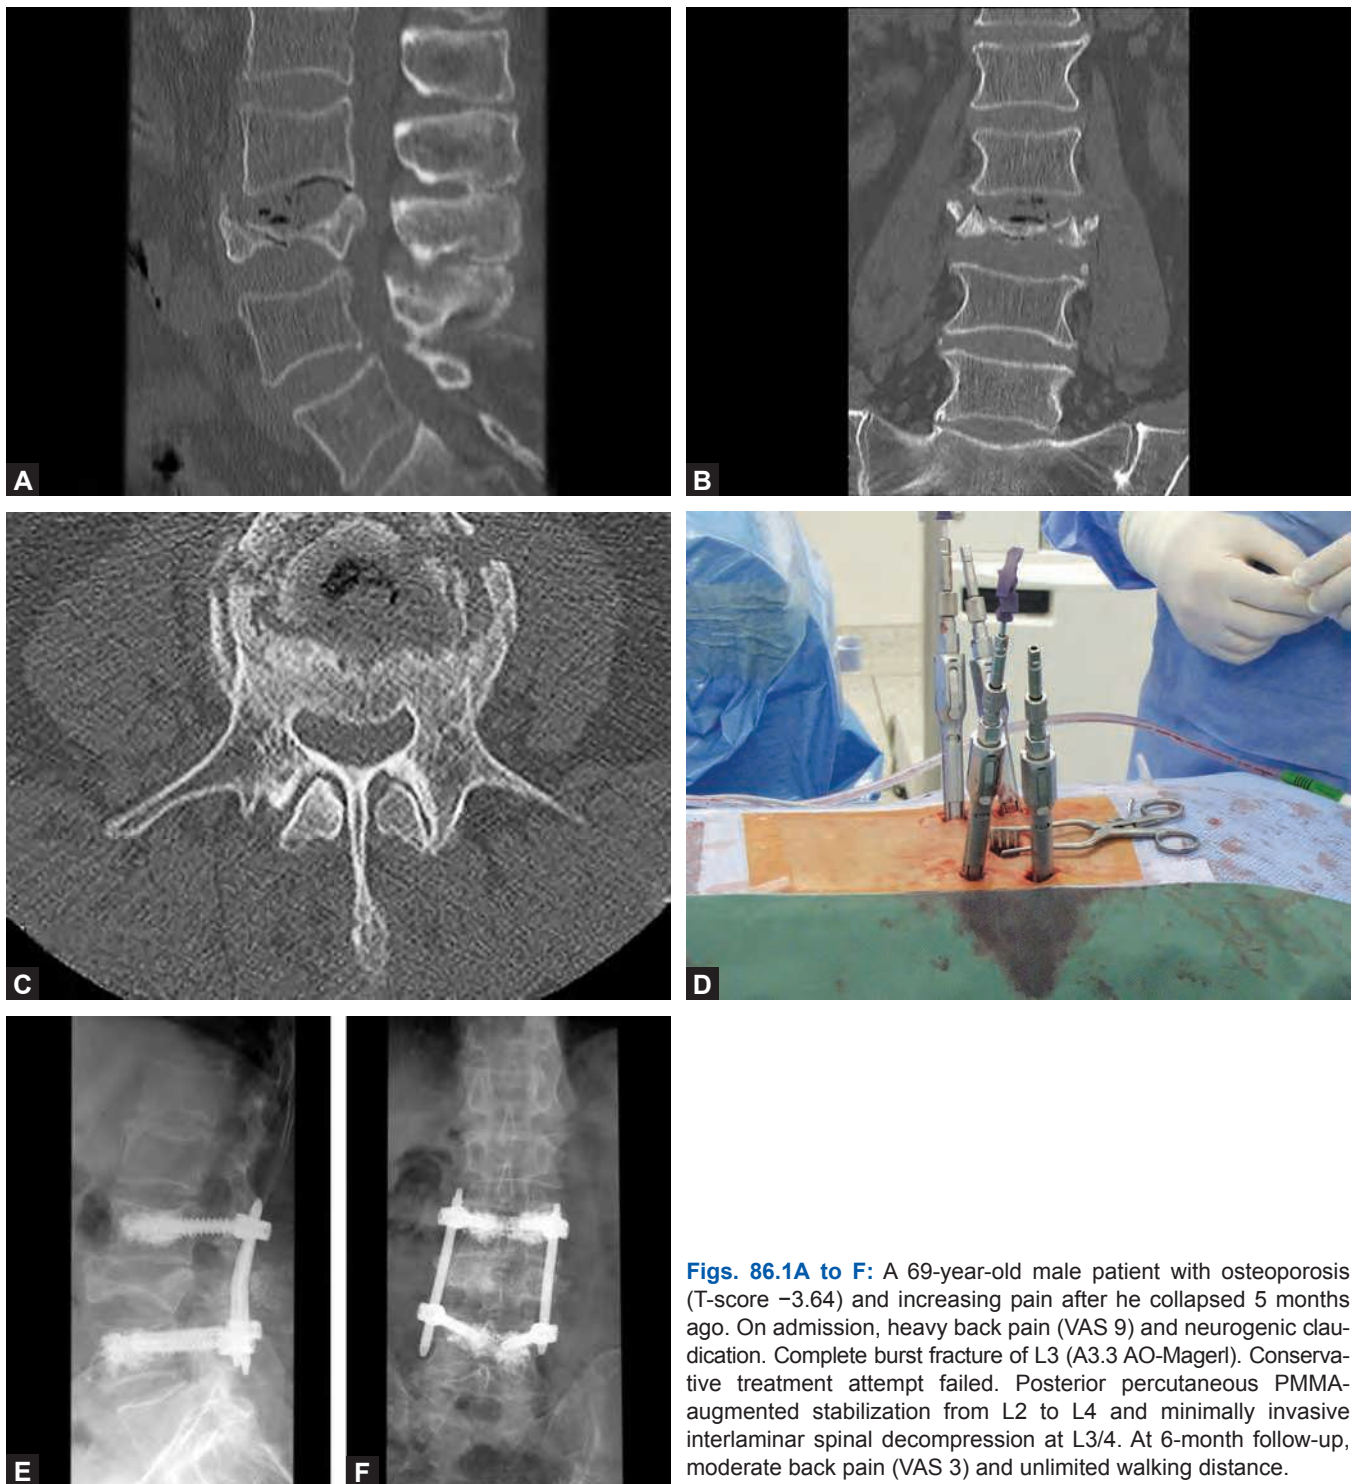 A
B
C
D
E
F
Figs. 86.1A to F: A 69-year-old male patient with osteoporosis
(T-score −3.64) and increasing pain after he collapsed 5 months
ago. On admission, heavy back pain (VAS 9) and neurogenic clau-
dication. Complete burst fracture of L3 (A3.3 AO-Magerl). Conserva-
tive treatment attempt failed. Posterior percutaneous PMMA-
augmented stabilization from L2 to L4 and minimally invasive
interlaminar spinal decompression at L3/4. At 6-month follow-up,
moderate back pain (VAS 3) and unlimited walking distance.